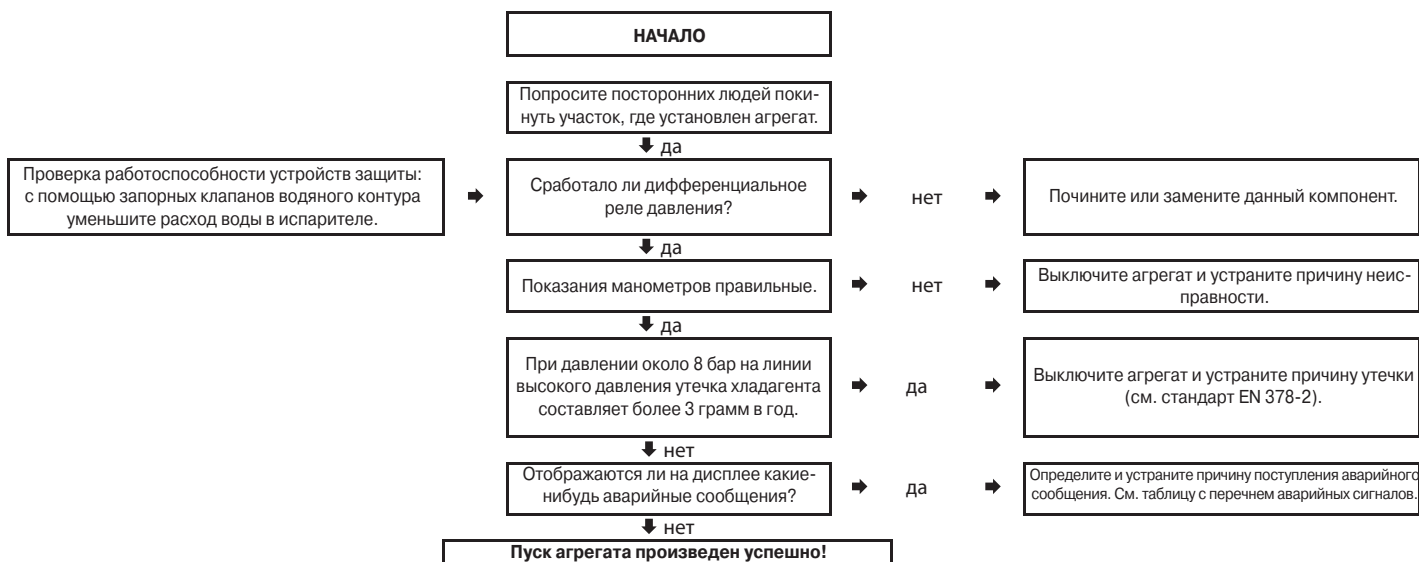 НАЧАЛО
Попросите посторонних людей поки-
нуть участок, где установлен агрегат.
да
Проверка работоспособности устройств защиты:
с помощью запорных клапанов водяного контура
уменьшите расход воды в испарителе.
Сработало ли дифференциальное
реле давления?
нет
Почините или замените данный компонент.
да
Показания манометров правильные.
нет
Выключите агрегат и устраните причину неис-
правности.
да
При давлении около 8 бар на линии
высокого давления утечка хладагента
составляет более 3 грамм в год.
да
Выключите агрегат и устраните причину утечки
(см. стандарт EN 378-2).
нет
Отображаются ли на дисплее какие-
нибудь аварийные сообщения?
да
Определите и устраните причину поступления аварийного
сообщения. См. таблицу с перечнем аварийных сигналов.
нет
Пуск агрегата произведен успешно!